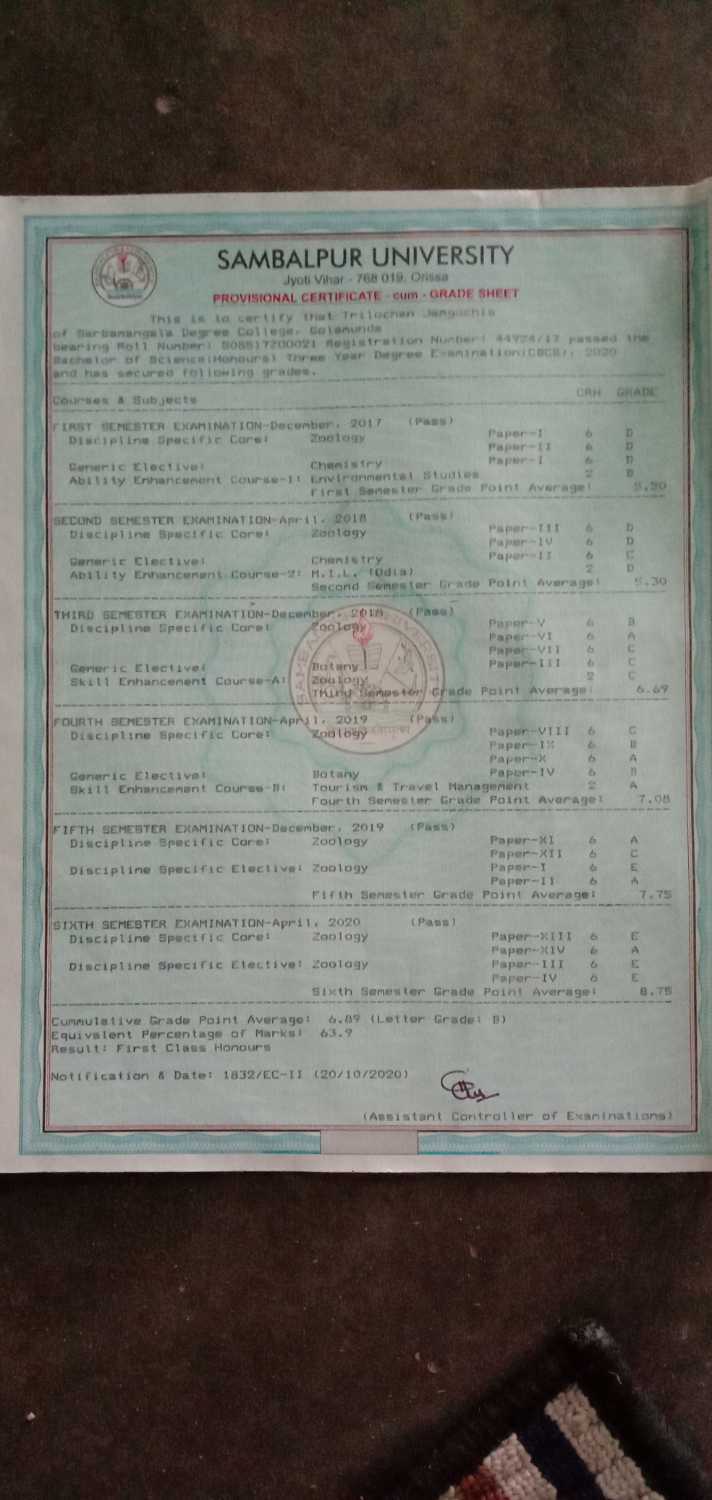 SAMBALPUR UNIVERSITY
Jyoti Vihar - 768 019, Orissa
PROVISIONAL CERTIFICATE - cum - GRADE SHEET
This is to certify that Trilochan
of Sarbamangala Degree College, Golamunda
bearing Roll Number: S08517ZOO021 Registration Number: 44924/17 passed the
Bachelor of Science(Honours) Three Year Degree Examination(CBCS), 2020
and has secured following grades.
Courses & Subjects CRH GRADE
FIRST SEMESTER EXAMINATION-December, 2017 (Pass)
Discipline Specific Core: Zoology Paper-I 6 D
Paper-II 6 D
Generic Elective: Chemistry Paper-I 6 D
Ability Enhancement Course-1: Environmental Studies 2 B
First Semester Grade Point Average: 5.20
SECOND SEMESTER EXAMINATION-April, 2018 (Pass)
Discipline Specific Core: Zoology Paper-III 6 D
Paper-IV 6 D
Generic Elective: Chemistry Paper-II 6 C
Ability Enhancement Course-2: M.I.L. (Odia) 2 D
Second Semester Grade Point Average: 5.30
THIRD SEMESTER EXAMINATION-December, 2018 (Pass)
Discipline Specific Core: Zoology Paper-V 6 B
Paper-VI 6 A
Paper-VII 6 C
Generic Elective: Botany Paper-III 6 C
Skill Enhancement Course-A: Zoology 2 C
Third Semester Grade Point Average: 6.69
FOURTH SEMESTER EXAMINATION-April, 2019 (Pass)
Discipline Specific Core: Zoology Paper-VIII 6 C
Paper-IX 6 B
Paper-X 6 A
Generic Elective: Botany Paper-IV 6 B
Skill Enhancement Course-B: Tourism & Travel Management 2 A
Fourth Semester Grade Point Average: 7.08
FIFTH SEMESTER EXAMINATION-December, 2019 (Pass)
Discipline Specific Core: Zoology Paper-XI 6 A
Paper-XII 6 C
Discipline Specific Elective: Zoology Paper-I 6 E
Paper-II 6 A
Fifth Semester Grade Point Average: 7.75
SIXTH SEMESTER EXAMINATION-April, 2020 (Pass)
Discipline Specific Core: Zoology Paper-XIII 6 E
Paper-XIV 6 A
Discipline Specific Elective: Zoology Paper-III 6 E
Paper-IV 6 E
Sixth Semester Grade Point Average: 8.75
Cummulative Grade Point Average: 6.89 (Letter Grade: B)
Equivalent Percentage of Marks: 63.9
Result: First Class Honours
Notification & Date: 1832/EC-II (20/10/2020)
(Assistant Controller of Examinations)